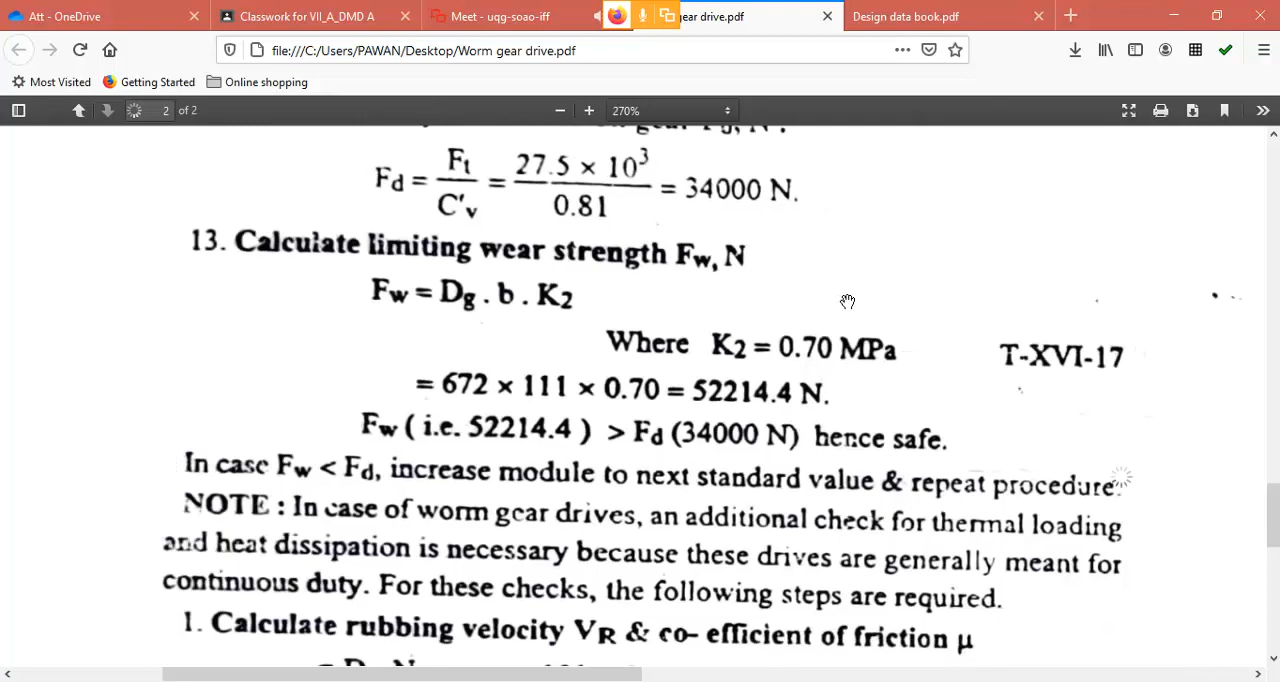 Att - OneDrive
Classwork for VII_A_DMD A
Meet - uqg-soao-iff
gear drive.pdf
Design data book.pdf
file:///C:/Users/PAWAN/Desktop/Worm gear drive.pdf
Most Visited
Getting Started
Online shopping
2 of 2
270%
Fd = Ft / C'v = 27.5 × 10³ / 0.81 = 34000 N.
13. Calculate limiting wear strength Fw, N
Fw = Dg . b . K2
Where K2 = 0.70 MPa T-XVI-17
= 672 × 111 × 0.70 = 52214.4 N.
Fw ( i.e. 52214.4 ) > Fd (34000 N) hence safe.
In case Fw < Fd, increase module to next standard value & repeat procedure.
NOTE : In case of worm gear drives, an additional check for thermal loading
and heat dissipation is necessary because these drives are generally meant for
continuous duty. For these checks, the following steps are required.
1. Calculate rubbing velocity VR & co- efficient of friction μ